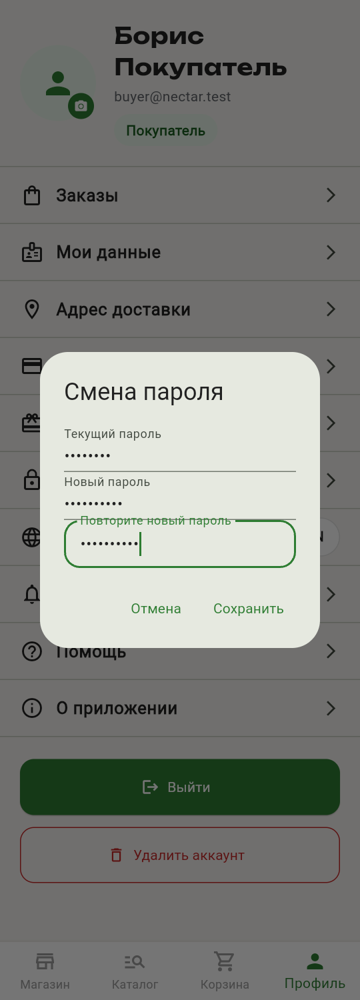 Борис
Покупатель
buyer@nectar.test
Покупатель
Заказы
Мои данные
Адрес доставки
Смена пароля
Текущий пароль
••••••••
Новый пароль
••••••••••
Повторите новый пароль
••••••••••
Отмена
Сохранить
Помощь
О приложении
Выйти
Удалить аккаунт
Магазин
Каталог
Корзина
Профиль